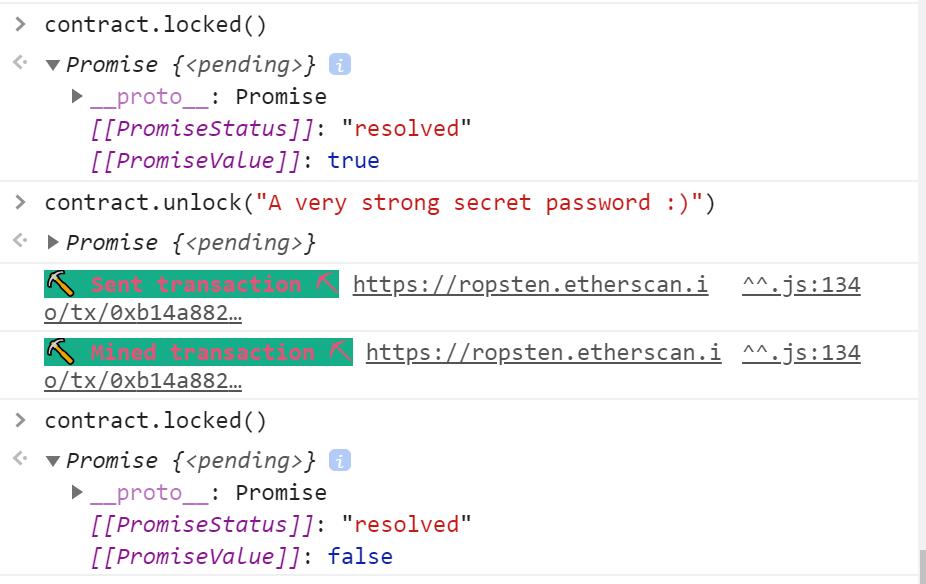 > contract.locked()
<· ▼Promise {<pending>} i
▶__proto__: Promise
[[PromiseStatus]]: "resolved"
[[PromiseValue]]: true
> contract.unlock("A very strong secret password :)")
<· ▶Promise {<pending>}
⛏ Sent transaction ⛏ https://ropsten.etherscan.i ^^.js:134
o/tx/0xb14a882…
⛏ Mined transaction ⛏ https://ropsten.etherscan.i ^^.js:134
o/tx/0xb14a882…
> contract.locked()
<· ▼Promise {<pending>} i
▶__proto__: Promise
[[PromiseStatus]]: "resolved"
[[PromiseValue]]: false